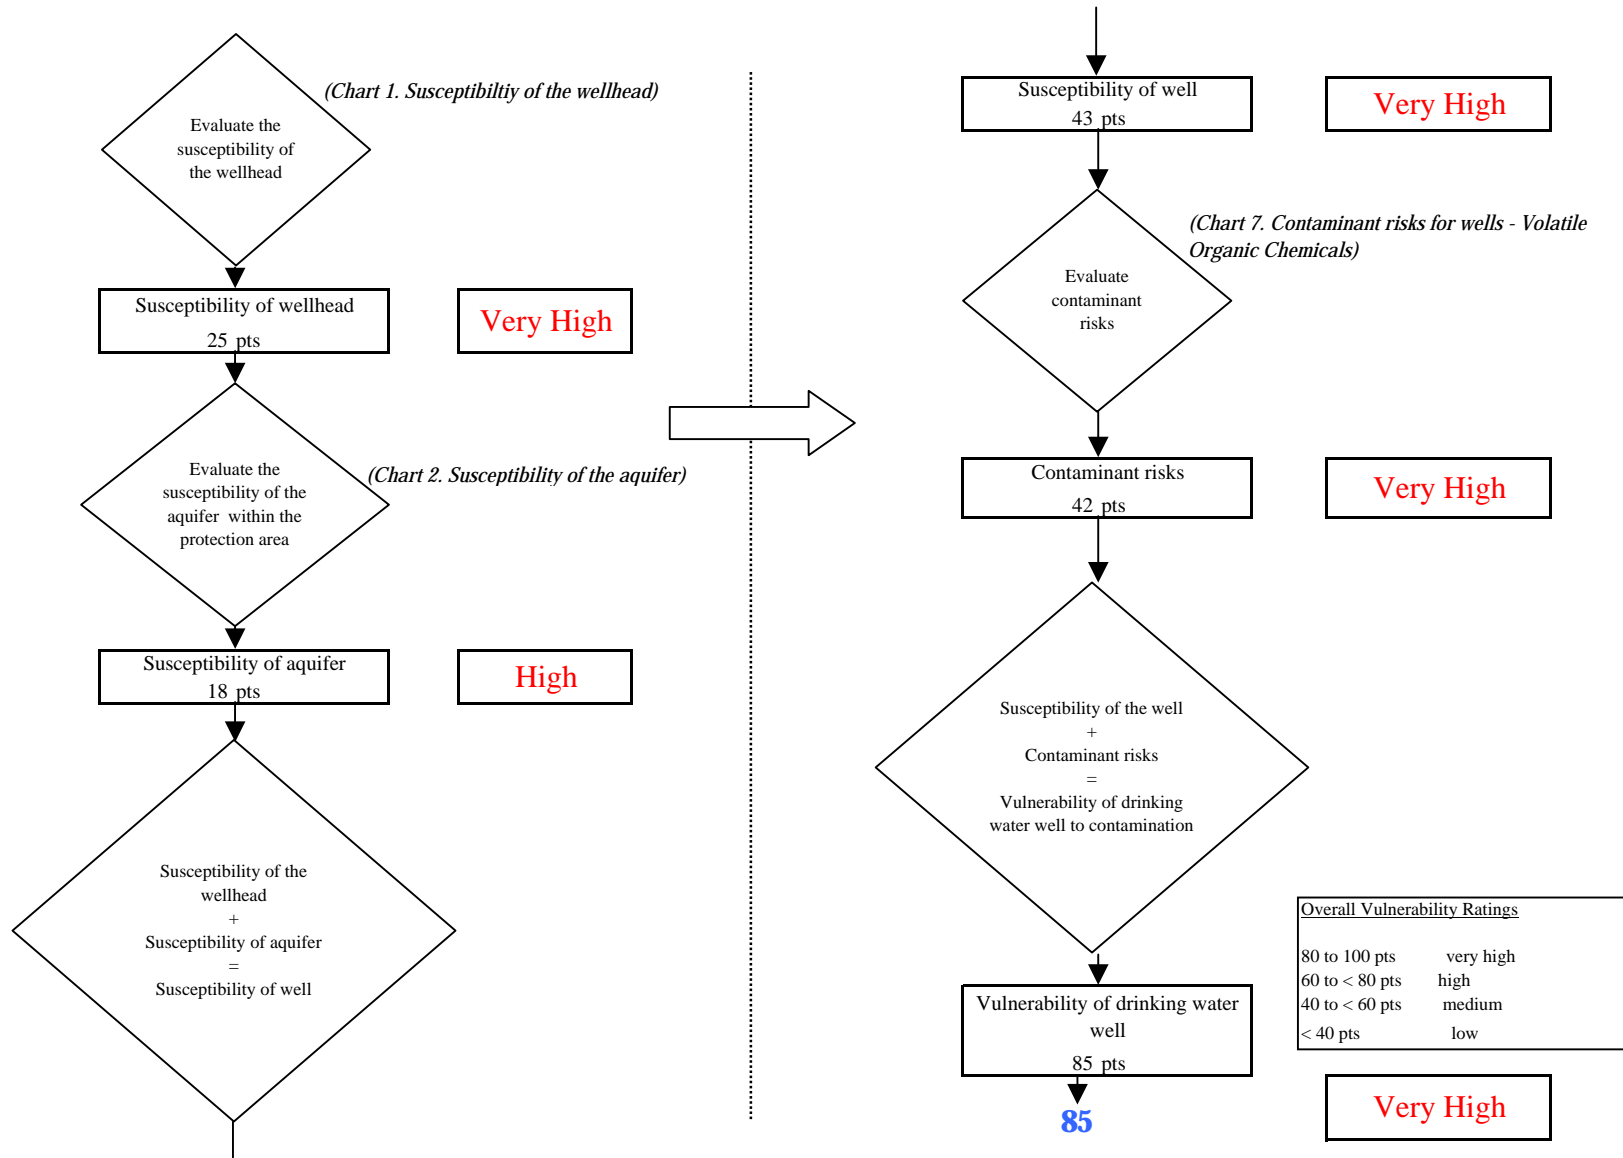 (Chart 1. Susceptibiltiy of the wellhead)
Evaluate the
susceptibility of
the wellhead
Susceptibility of wellhead
25 pts
Very High
Evaluate the
susceptibility of the
aquifer within the
protection area
(Chart 2. Susceptibility of the aquifer)
Susceptibility of aquifer
18 pts
High
Susceptibility of the
wellhead
+
Susceptibility of aquifer
=
Susceptibility of well
Susceptibility of well
43 pts
Very High
(Chart 7. Contaminant risks for wells - Volatile
Organic Chemicals)
Evaluate
contaminant
risks
Contaminant risks
42 pts
Very High
Susceptibility of the well
+
Contaminant risks
=
Vulnerability of drinking
water well to contamination
Overall Vulnerability Ratings
80 to 100 pts very high
60 to < 80 pts high
40 to < 60 pts medium
< 40 pts low
Vulnerability of drinking water
well
85 pts
85
Very High